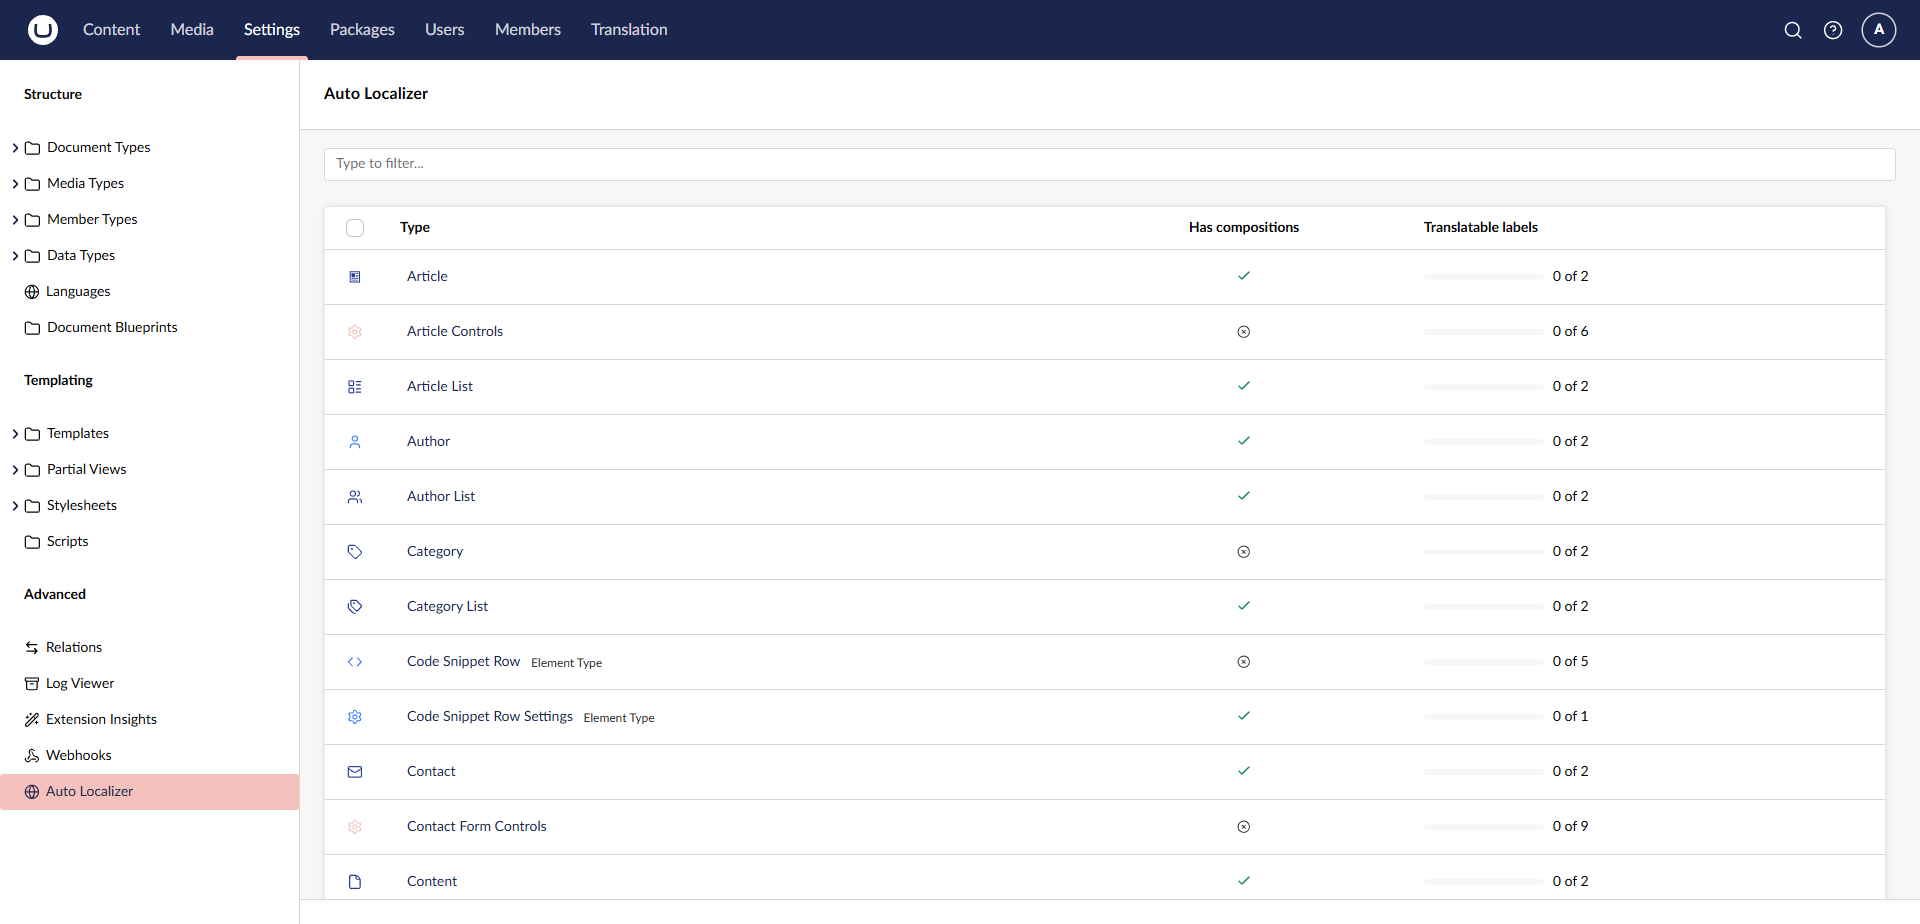 Content Media Settings Packages Users Members Translation
A
Structure
Document Types
Media Types
Member Types
Data Types
Languages
Document Blueprints
Templating
Templates
Partial Views
Stylesheets
Scripts
Advanced
Relations
Log Viewer
Extension Insights
Webhooks
Auto Localizer
Auto Localizer
Type to filter...
Type Has compositions Translatable labels
Article 0 of 2
Article Controls 0 of 6
Article List 0 of 2
Author 0 of 2
Author List 0 of 2
Category 0 of 2
Category List 0 of 2
Code Snippet Row Element Type 0 of 5
Code Snippet Row Settings Element Type 0 of 1
Contact 0 of 2
Contact Form Controls 0 of 9
Content 0 of 2